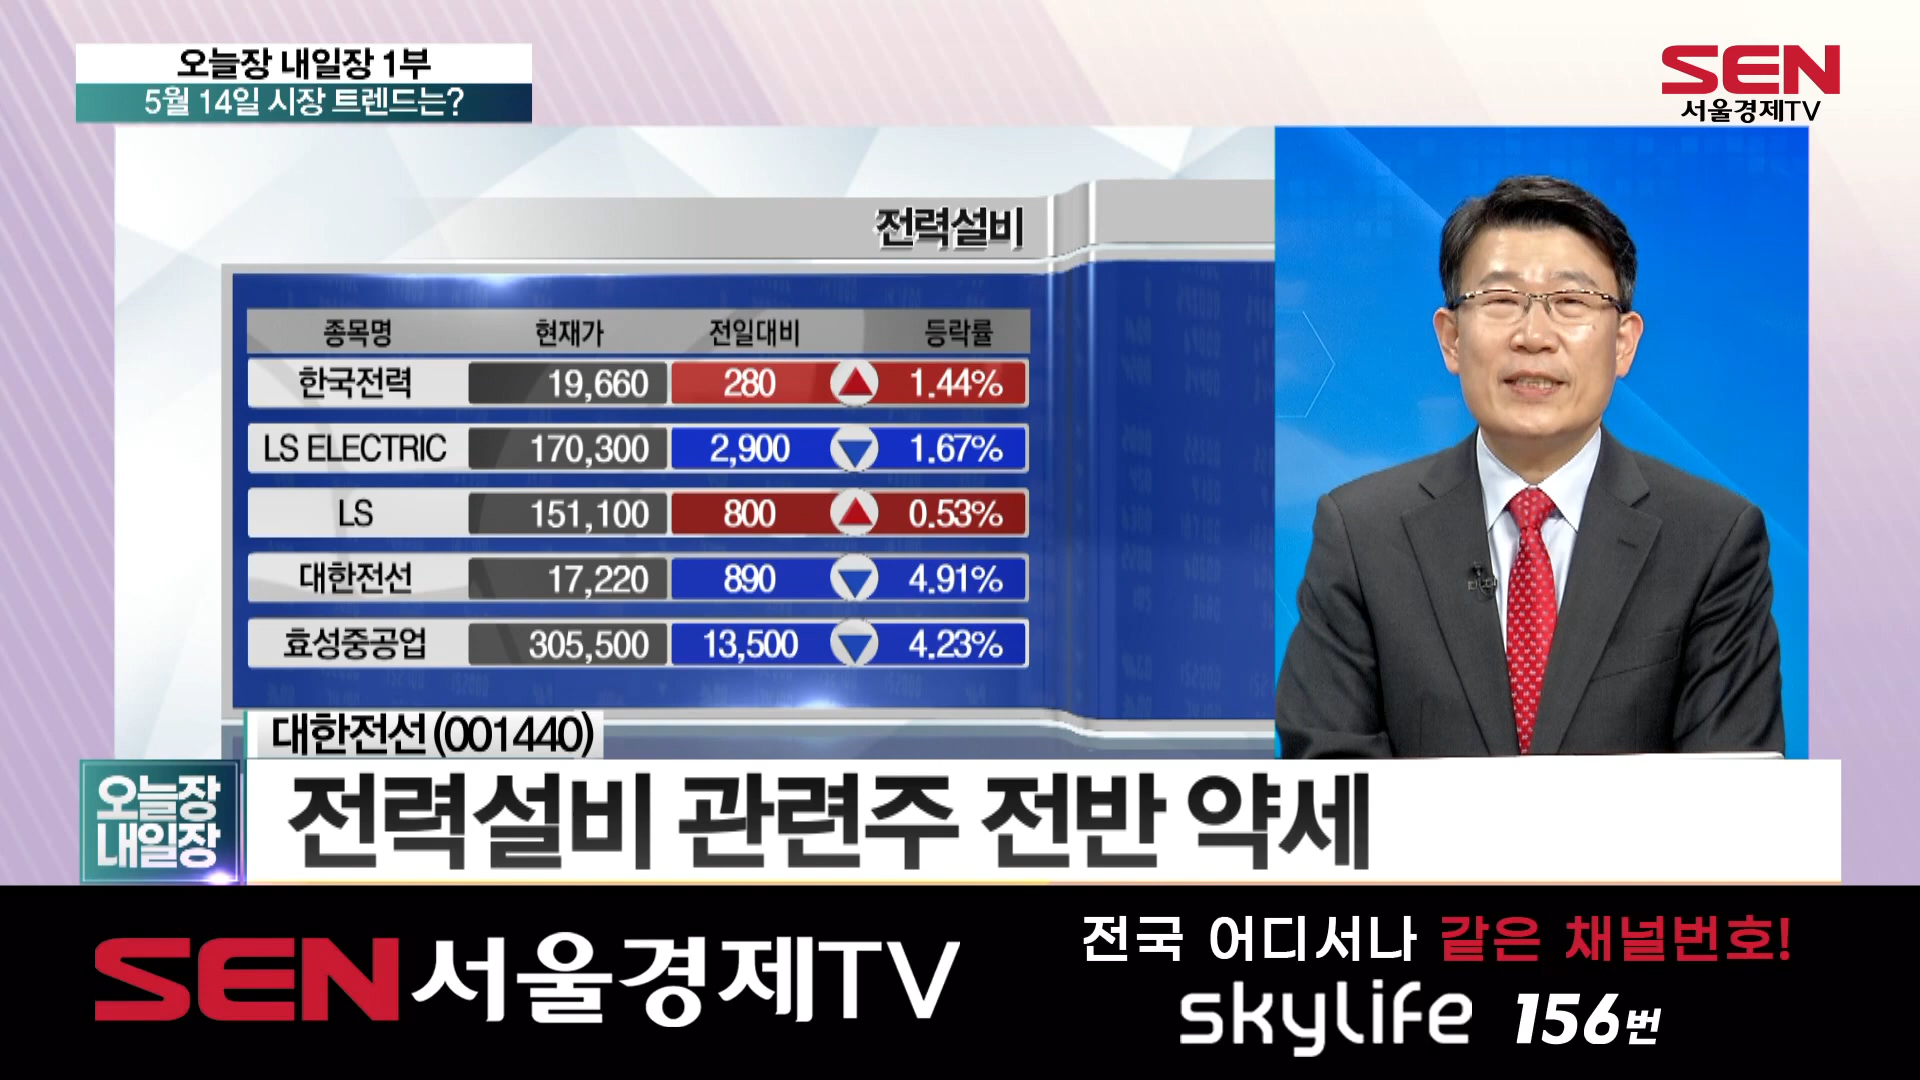 오늘장 내일장 1부
5월 14일 시장 트렌드는?
SEN
서울경제TV
전력설비
종목명 현재가 전일대비 등락률
한국전력 19,660 280 ▲ 1.44%
LS ELECTRIC 170,300 2,900 ▼ 1.67%
LS 151,100 800 ▲ 0.53%
대한전선 17,220 890 ▼ 4.91%
효성중공업 305,500 13,500 ▼ 4.23%
대한전선(001440)
오늘장
내일장
전력설비 관련주 전반 약세
SEN서울경제TV
전국 어디서나 같은 채널번호!
skylife 156번